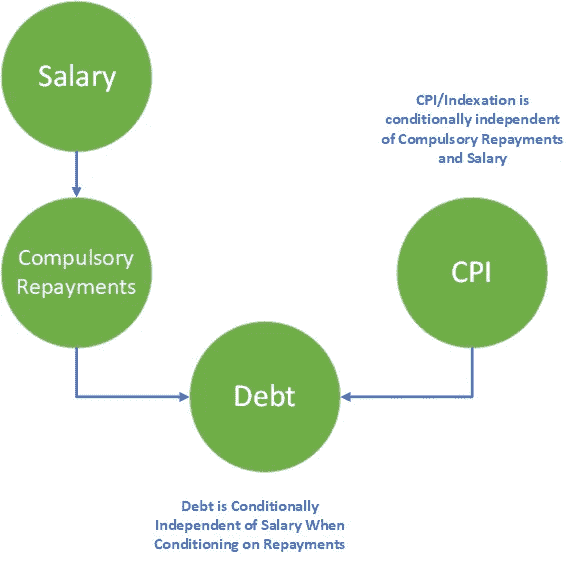 Salary
CPI/Indexation is
conditionally independent
of Compulsory Repayments
and Salary
Compulsory
Repayments
CPI
Debt
Debt is Conditionally
Independent of Salary When
Conditioning on Repayments